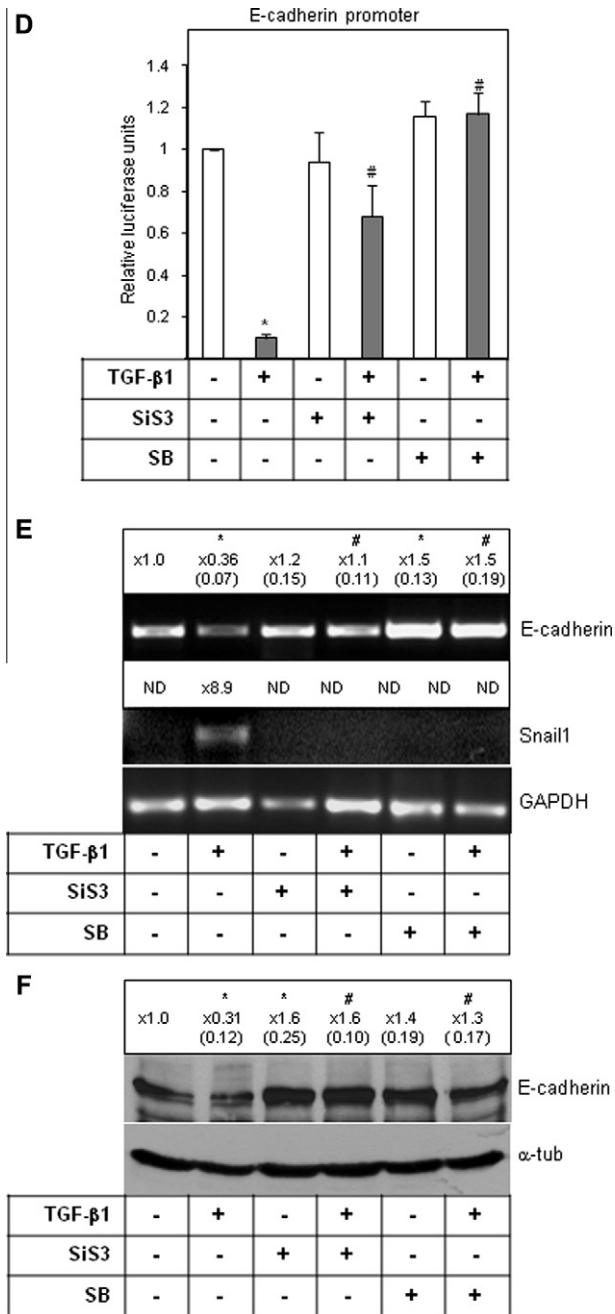 D
E-cadherin promoter
Relative luciferase units
1.4
1.2
1
0.8
0.6
0.4
0.2
* # #
TGF-β1 - + - + - +
SiS3 - - + + - -
SB - - - - + +
E
* # * #
x1.0 x0.36 x1.2 x1.1 x1.5 x1.5
(0.07) (0.15) (0.11) (0.13) (0.19)
E-cadherin
ND x8.9 ND ND ND ND ND
Snail1
GAPDH
TGF-β1 - + - + - +
SiS3 - - + + - -
SB - - - - + +
F
* * # #
x1.0 x0.31 x1.6 x1.6 x1.4 x1.3
(0.12) (0.25) (0.10) (0.19) (0.17)
E-cadherin
α-tub
TGF-β1 - + - + - +
SiS3 - - + + - -
SB - - - - + +